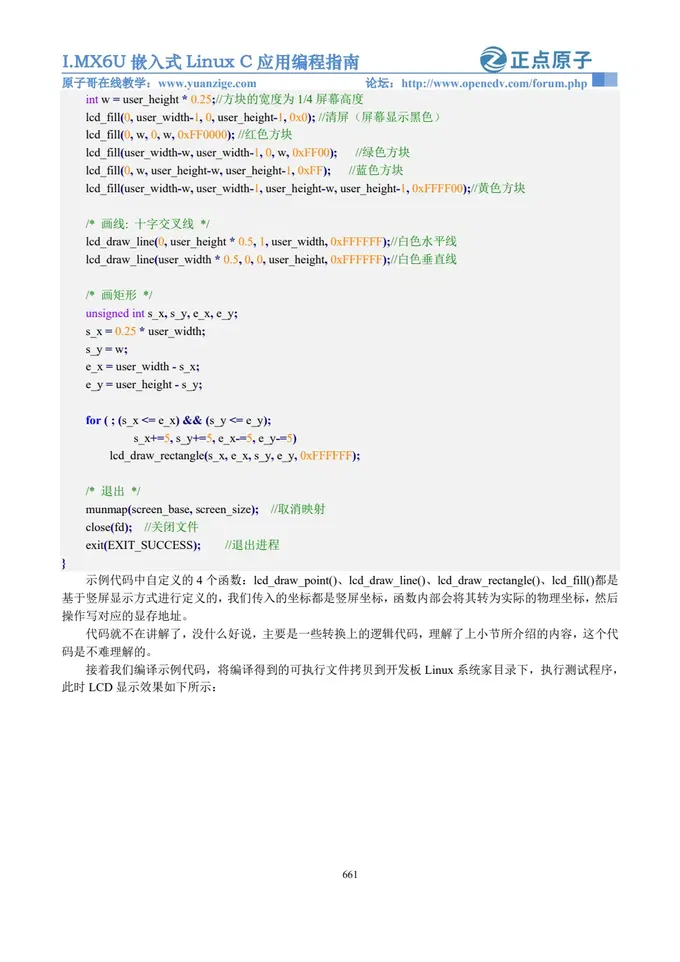 I.MX6U 嵌入式 Linux C 应用编程指南
正点原子
原子哥在线教学：www.yuanzige.com 论坛：http://www.openedv.com/forum.php
int w = user_height * 0.25;//方块的宽度为 1/4 屏幕高度
lcd_fill(0, user_width-1, 0, user_height-1, 0x0); //清屏（屏幕显示黑色）
lcd_fill(0, w, 0, w, 0xFF0000); //红色方块
lcd_fill(user_width-w, user_width-1, 0, w, 0xFF00); //绿色方块
lcd_fill(0, w, user_height-w, user_height-1, 0xFF); //蓝色方块
lcd_fill(user_width-w, user_width-1, user_height-w, user_height-1, 0xFFFF00);//黄色方块
/* 画线: 十字交叉线 */
lcd_draw_line(0, user_height * 0.5, 1, user_width, 0xFFFFFF);//白色水平线
lcd_draw_line(user_width * 0.5, 0, 0, user_height, 0xFFFFFF);//白色垂直线
/* 画矩形 */
unsigned int s_x, s_y, e_x, e_y;
s_x = 0.25 * user_width;
s_y = w;
e_x = user_width - s_x;
e_y = user_height - s_y;
for ( ; (s_x <= e_x) && (s_y <= e_y);
s_x+=5, s_y+=5, e_x-=5, e_y-=5)
lcd_draw_rectangle(s_x, e_x, s_y, e_y, 0xFFFFFF);
/* 退出 */
munmap(screen_base, screen_size); //取消映射
close(fd); //关闭文件
exit(EXIT_SUCCESS); //退出进程
}
示例代码中自定义的 4 个函数：lcd_draw_point()、lcd_draw_line()、lcd_draw_rectangle()、lcd_fill()都是
基于竖屏显示方式进行定义的，我们传入的坐标都是竖屏坐标，函数内部会将其转为实际的物理坐标，然后
操作写对应的显存地址。
代码就不在讲解了，没什么好说，主要是一些转换上的逻辑代码，理解了上小节所介绍的内容，这个代
码是不难理解的。
接着我们编译示例代码，将编译得到的可执行文件拷贝到开发板 Linux 系统家目录下，执行测试程序，
此时 LCD 显示效果如下所示：
661